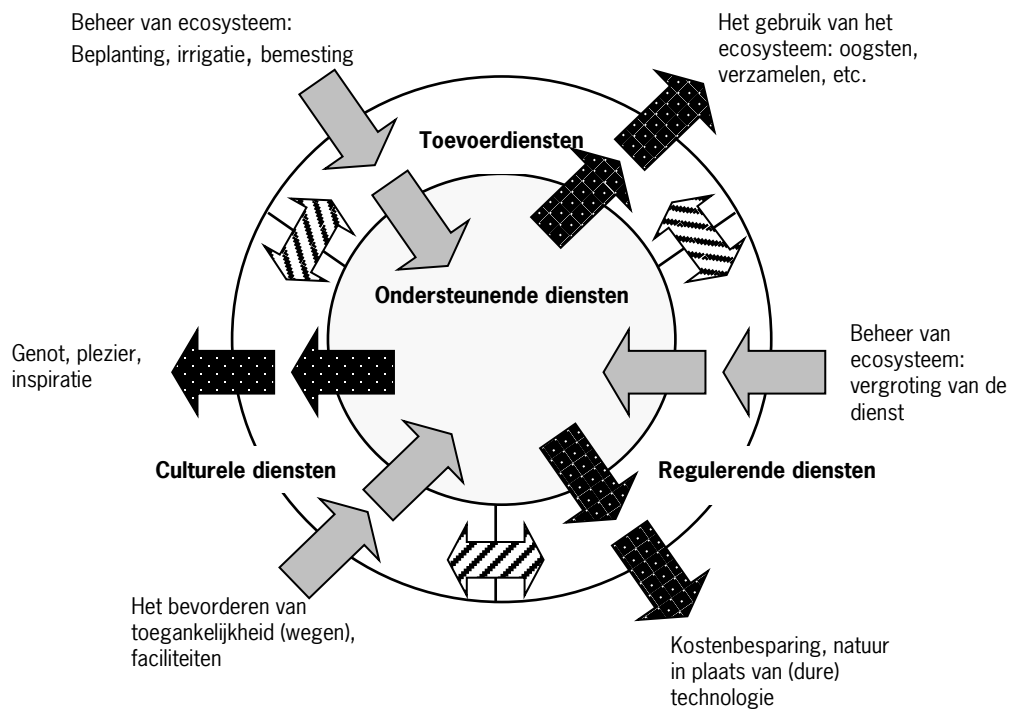 Beheer van ecosysteem:
Beplanting, irrigatie, bemesting
Het gebruik van het
ecosysteem: oogsten,
verzamelen, etc.
Toevoerdiensten
Ondersteunende diensten
Genot, plezier,
inspiratie
Beheer van
ecosysteem:
vergroting van de
dienst
Culturele diensten
Regulerende diensten
Het bevorderen van
toegankelijkheid (wegen),
faciliteiten
Kostenbesparing, natuur
in plaats van (dure)
technologie